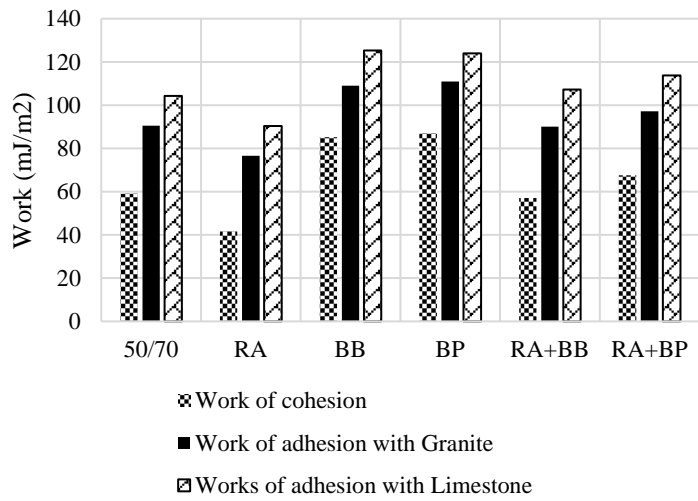 Work (mJ/m2)
140
120
100
80
60
40
20
0
50/70 RA BB BP RA+BB RA+BP
Work of cohesion
Work of adhesion with Granite
Works of adhesion with Limestone